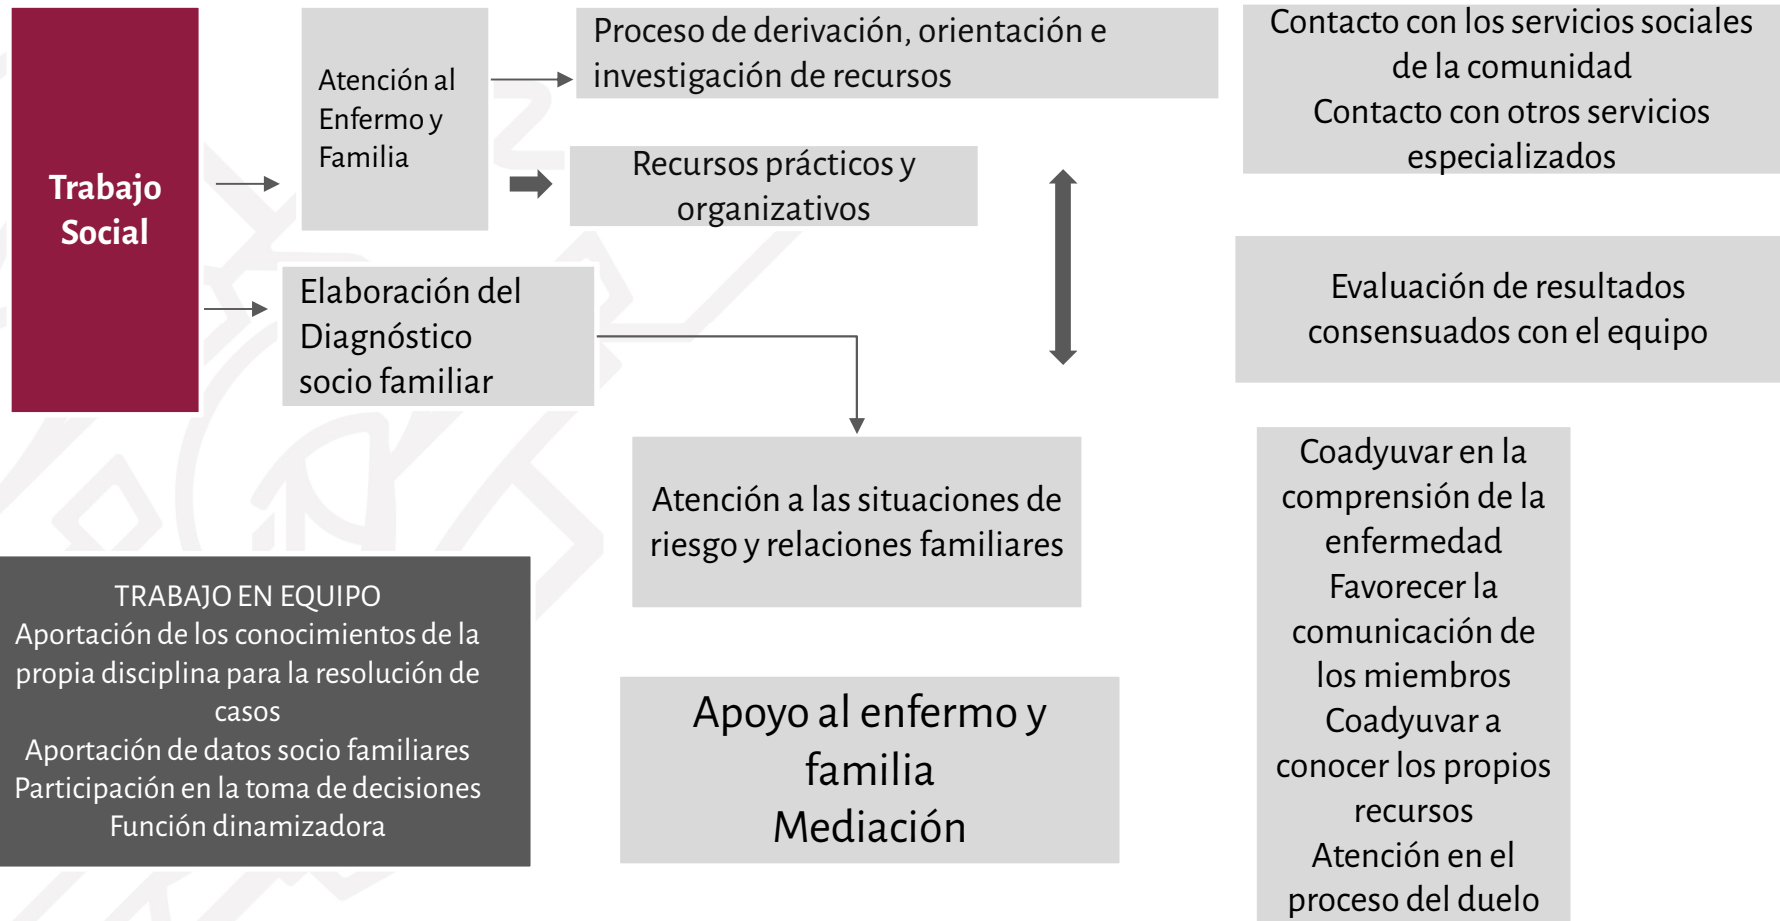 Trabajo
Social
Atención al
Enfermo y
Familia
Proceso de derivación, orientación e
investigación de recursos
Recursos prácticos y
organizativos
Contacto con los servicios sociales
de la comunidad
Contacto con otros servicios
especializados
Elaboración del
Diagnóstico
socio familiar
Evaluación de resultados
consensuados con el equipo
Atención a las situaciones de
riesgo y relaciones familiares
Coadyuvar en la
comprensión de la
enfermedad
Favorecer la
comunicación de
los miembros
Coadyuvar a
conocer los propios
recursos
Atención en el
proceso del duelo
TRABAJO EN EQUIPO
Aportación de los conocimientos de la
propia disciplina para la resolución de
casos
Aportación de datos socio familiares
Participación en la toma de decisiones
Función dinamizadora
Apoyo al enfermo y
familia
Mediación